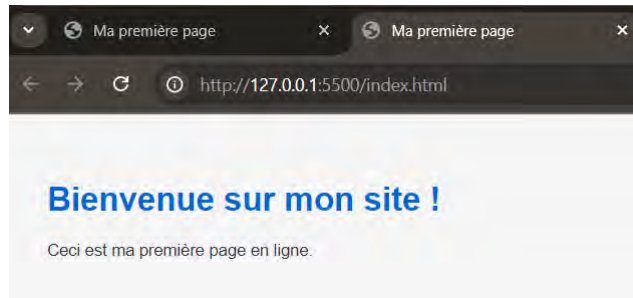 Ma première page
Ma première page
http://127.0.0.1:5500/index.html
Bienvenue sur mon site !
Ceci est ma première page en ligne.